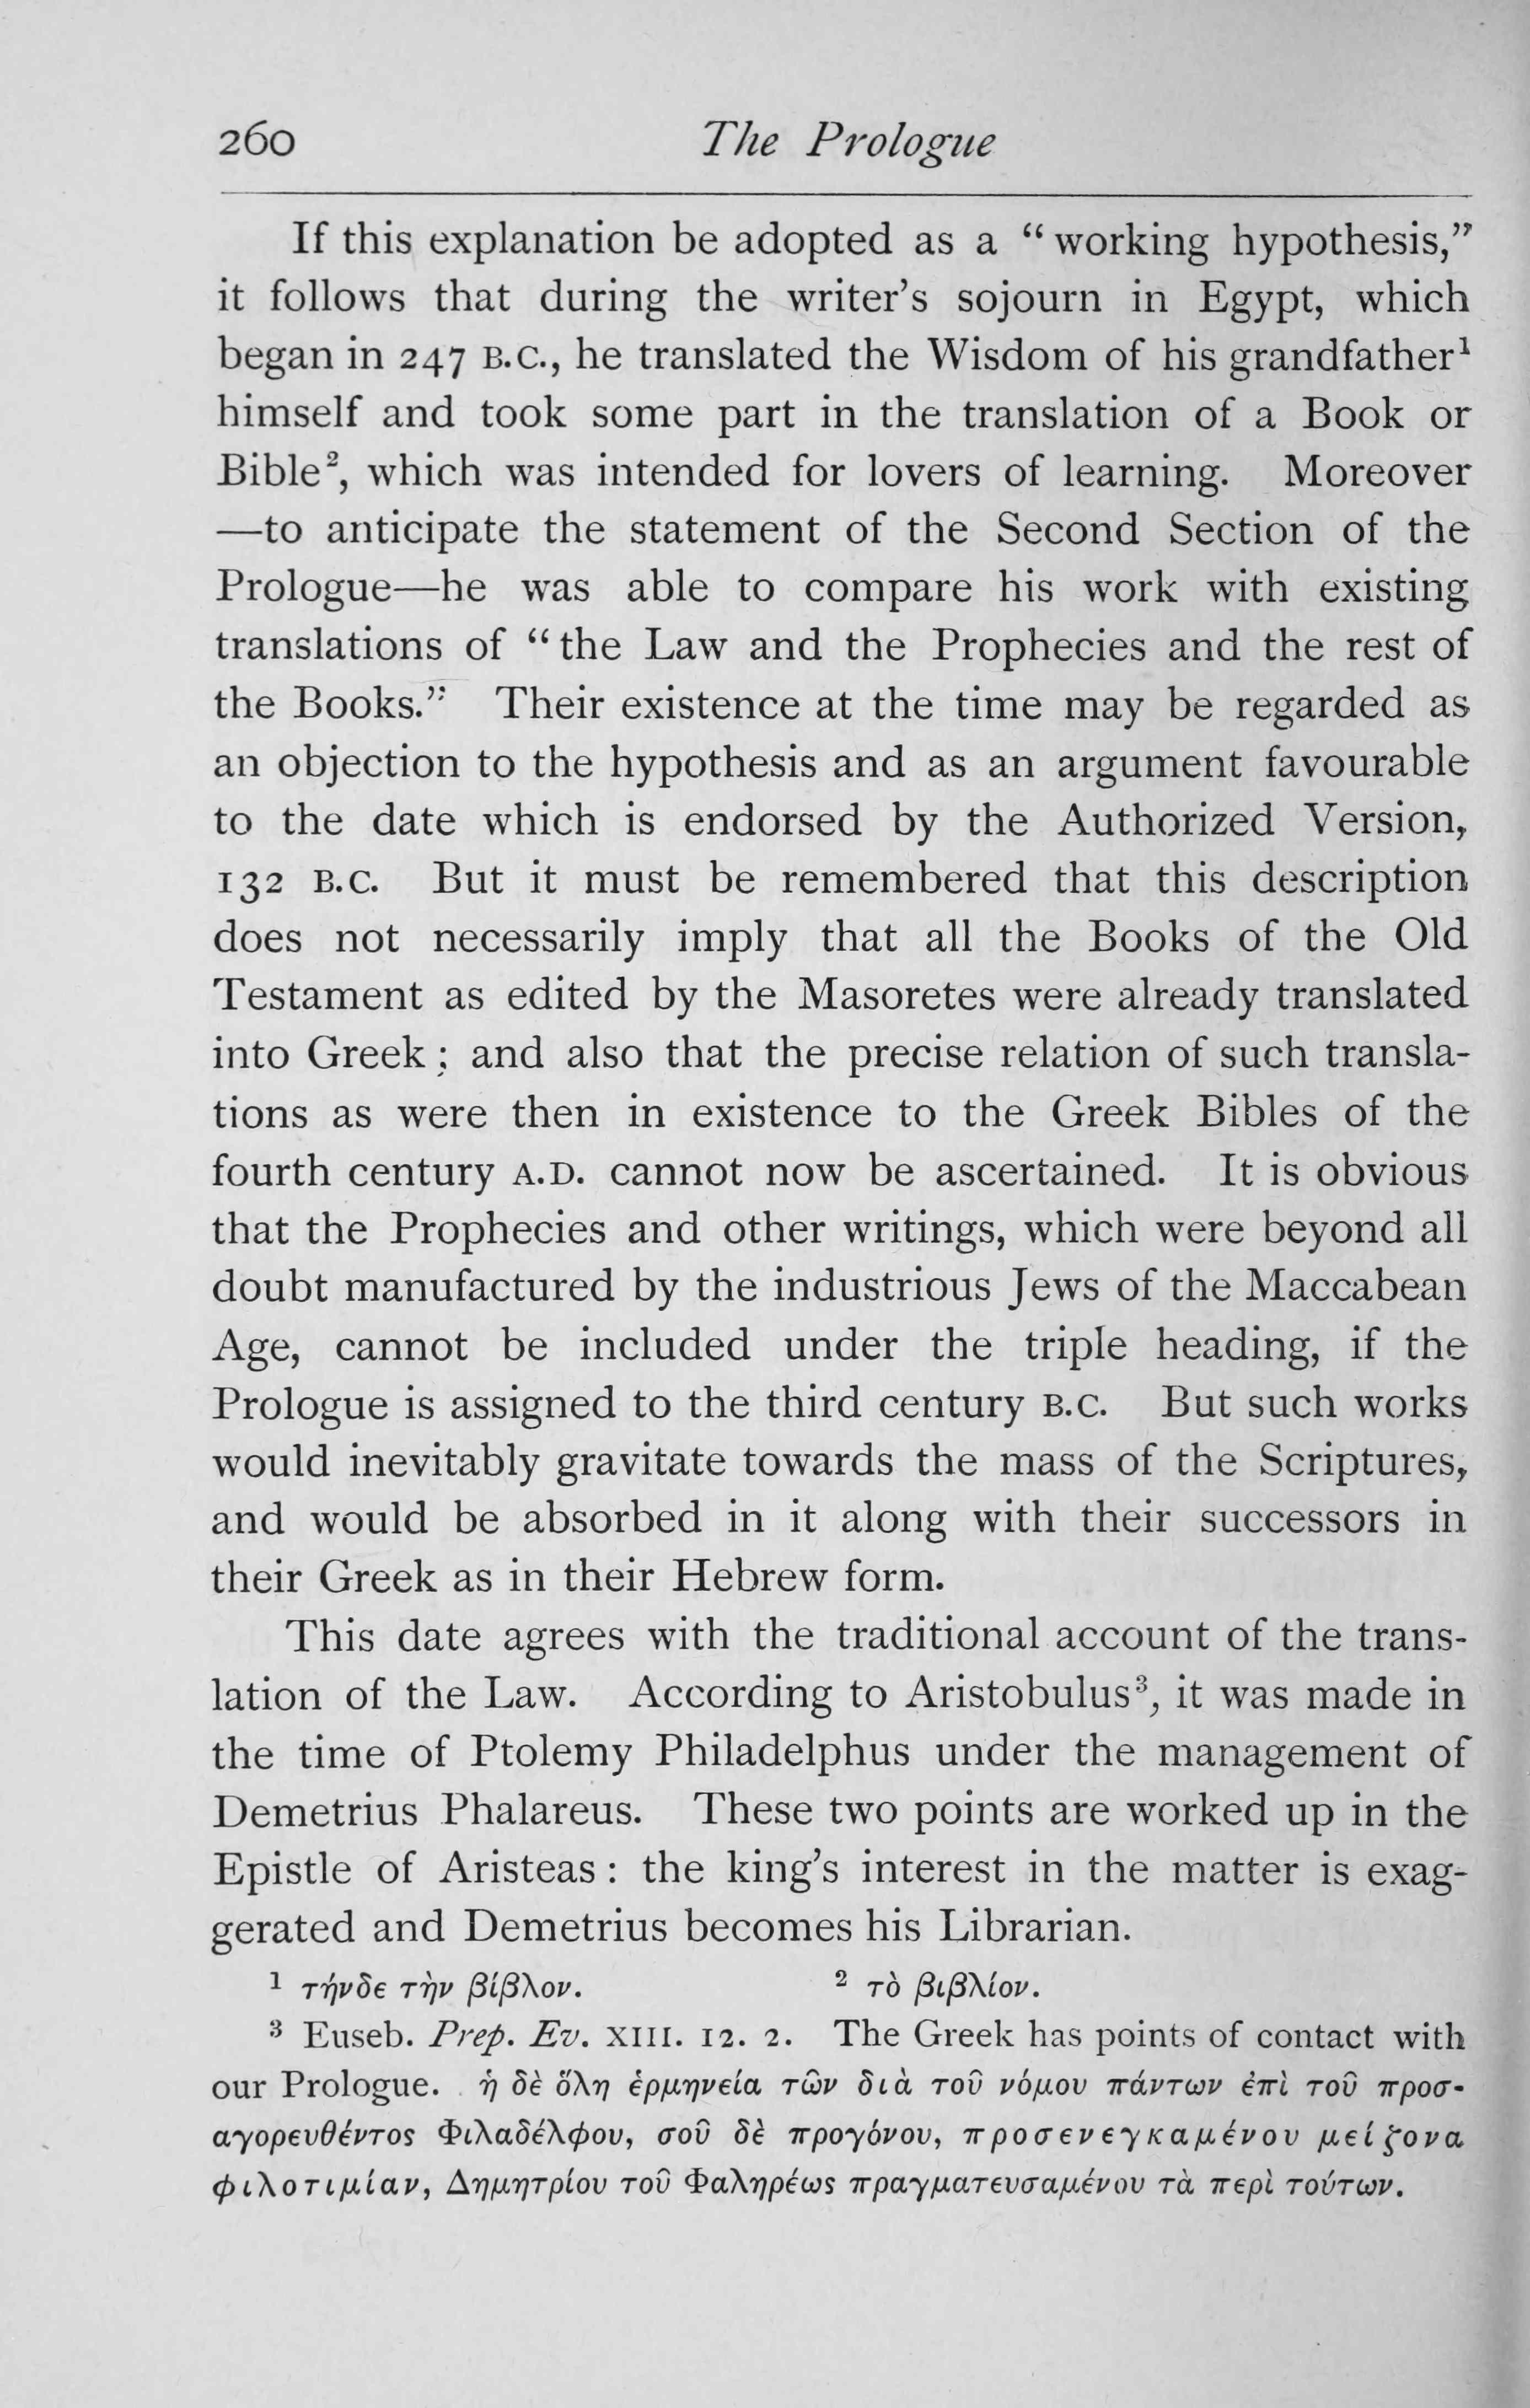 260 The Prologue
If this explanation be adopted as a “working hypothesis,”
it follows that during the writer’s sojourn in Egypt, which
began in 247 B.C., he translated the Wisdom of his grandfather¹
himself and took some part in the translation of a Book or
Bible², which was intended for lovers of learning. Moreover
—to anticipate the statement of the Second Section of the
Prologue—he was able to compare his work with existing
translations of “the Law and the Prophecies and the rest of
the Books.” Their existence at the time may be regarded as
an objection to the hypothesis and as an argument favourable
to the date which is endorsed by the Authorized Version,
132 B.C. But it must be remembered that this description
does not necessarily imply that all the Books of the Old
Testament as edited by the Masoretes were already translated
into Greek; and also that the precise relation of such transla-
tions as were then in existence to the Greek Bibles of the
fourth century A.D. cannot now be ascertained. It is obvious
that the Prophecies and other writings, which were beyond all
doubt manufactured by the industrious Jews of the Maccabean
Age, cannot be included under the triple heading, if the
Prologue is assigned to the third century B.C. But such works
would inevitably gravitate towards the mass of the Scriptures,
and would be absorbed in it along with their successors in
their Greek as in their Hebrew form.
This date agrees with the traditional account of the trans-
lation of the Law. According to Aristobulus³, it was made in
the time of Ptolemy Philadelphus under the management of
Demetrius Phalareus. These two points are worked up in the
Epistle of Aristeas: the king’s interest in the matter is exag-
gerated and Demetrius becomes his Librarian.
¹ τήνδε τὴν βίβλον. ² τὸ βιβλίον.
³ Euseb. Prep. Ev. XIII. 12. 2. The Greek has points of contact with
our Prologue. ἡ δὲ ὅλη ἑρμηνεία τῶν διὰ τοῦ νόμου πάντων ἐπὶ τοῦ προσ-
αγορευθέντος Φιλαδέλφου, σοῦ δὲ προγόνου, προσενεγκαμένου μείζονα
φιλοτιμίαν, Δημητρίου τοῦ Φαληρέως πραγματευσαμένου τὰ περὶ τούτων.